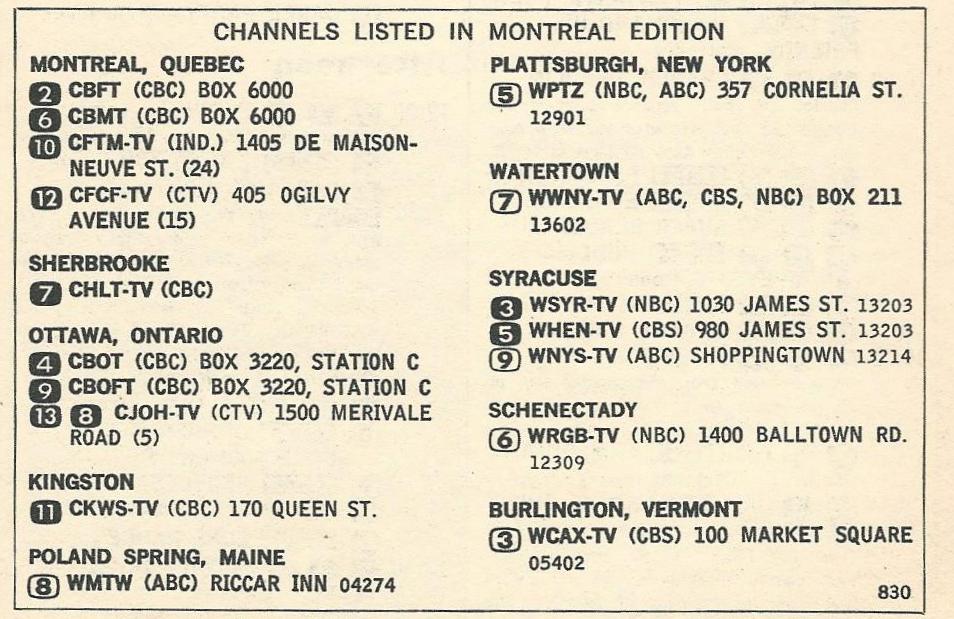 CHANNELS LISTED IN MONTREAL EDITION
MONTREAL, QUEBEC
2 CBFT (CBC) BOX 6000
6 CBMT (CBC) BOX 6000
10 CFTM-TV (IND.) 1405 DE MAISON-
NEUVE ST. (24)
12 CFCF-TV (CTV) 405 OGILVY
AVENUE (15)
SHERBROOKE
7 CHLT-TV (CBC)
OTTAWA, ONTARIO
4 CBOT (CBC) BOX 3220, STATION C
9 CBOFT (CBC) BOX 3220, STATION C
13 8 CJOH-TV (CTV) 1500 MERIVALE
ROAD (5)
KINGSTON
11 CKWS-TV (CBC) 170 QUEEN ST.
POLAND SPRING, MAINE
8 WMTW (ABC) RICCAR INN 04274
PLATTSBURGH, NEW YORK
5 WPTZ (NBC, ABC) 357 CORNELIA ST.
12901
WATERTOWN
7 WWNY-TV (ABC, CBS, NBC) BOX 211
13602
SYRACUSE
3 WSYR-TV (NBC) 1030 JAMES ST. 13203
5 WHEN-TV (CBS) 980 JAMES ST. 13203
9 WNYS-TV (ABC) SHOPPINGTOWN 13214
SCHENECTADY
6 WRGB-TV (NBC) 1400 BALLTOWN RD.
12309
BURLINGTON, VERMONT
3 WCAX-TV (CBS) 100 MARKET SQUARE
05402
830